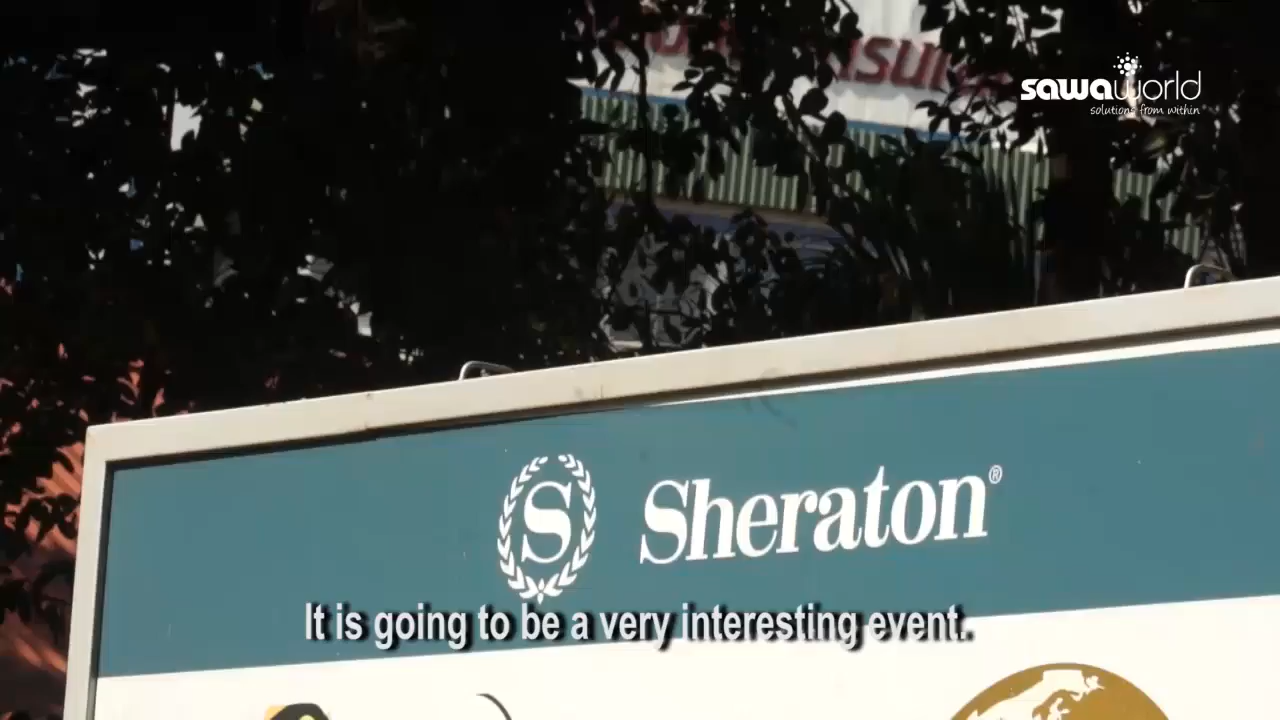 sawaworld
solutions from within
S Sheraton®
It is going to be a very interesting event.